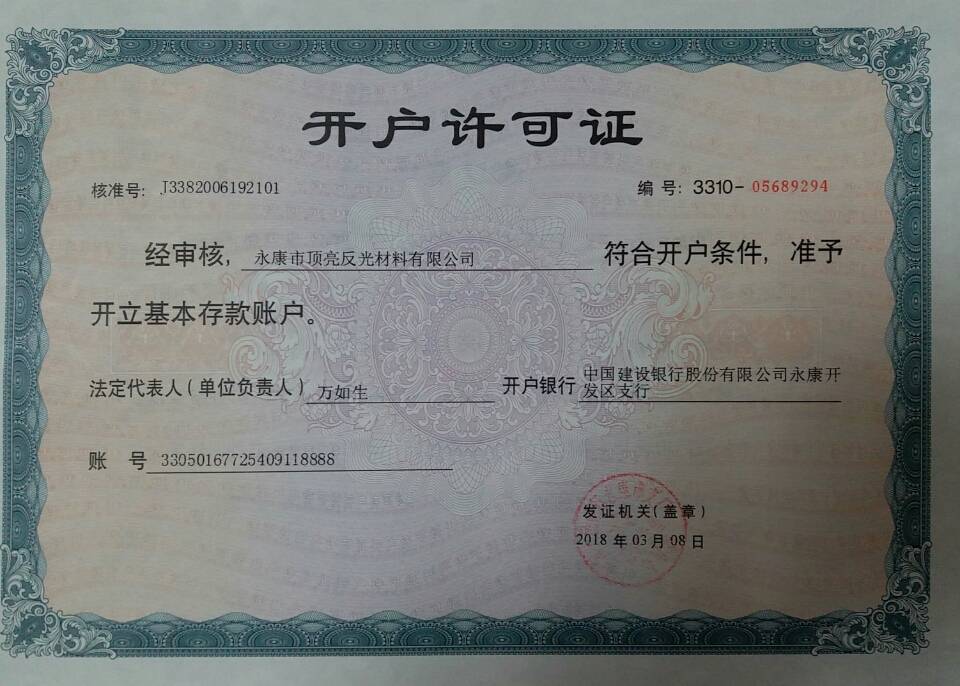 开户许可证
核准号: J3382006192101 编号: 3310-05689294
经审核, 永康市顶亮反光材料有限公司 符合开户条件, 准予
开立基本存款账户。
法定代表人(单位负责人) 万如生 开户银行 中国建设银行股份有限公司永康开
发区支行
账 号 33050167725409118888
发证机关(盖章)
2018 年 03 月 08 日